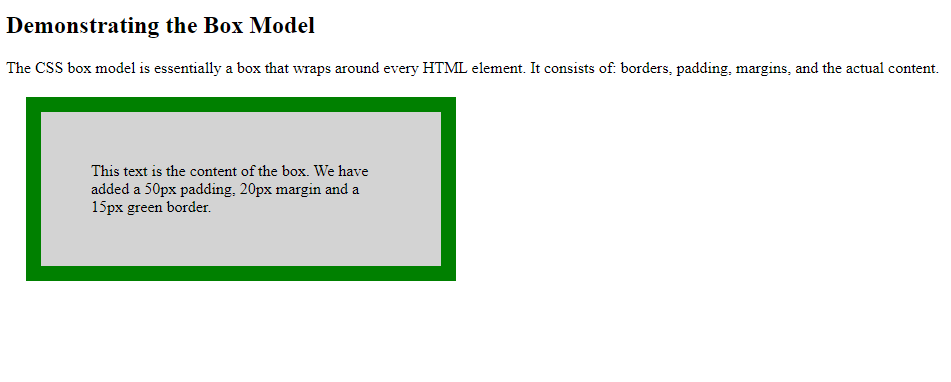 Demonstrating the Box Model
The CSS box model is essentially a box that wraps around every HTML element. It consists of: borders, padding, margins, and the actual content.
This text is the content of the box. We have
added a 50px padding, 20px margin and a
15px green border.